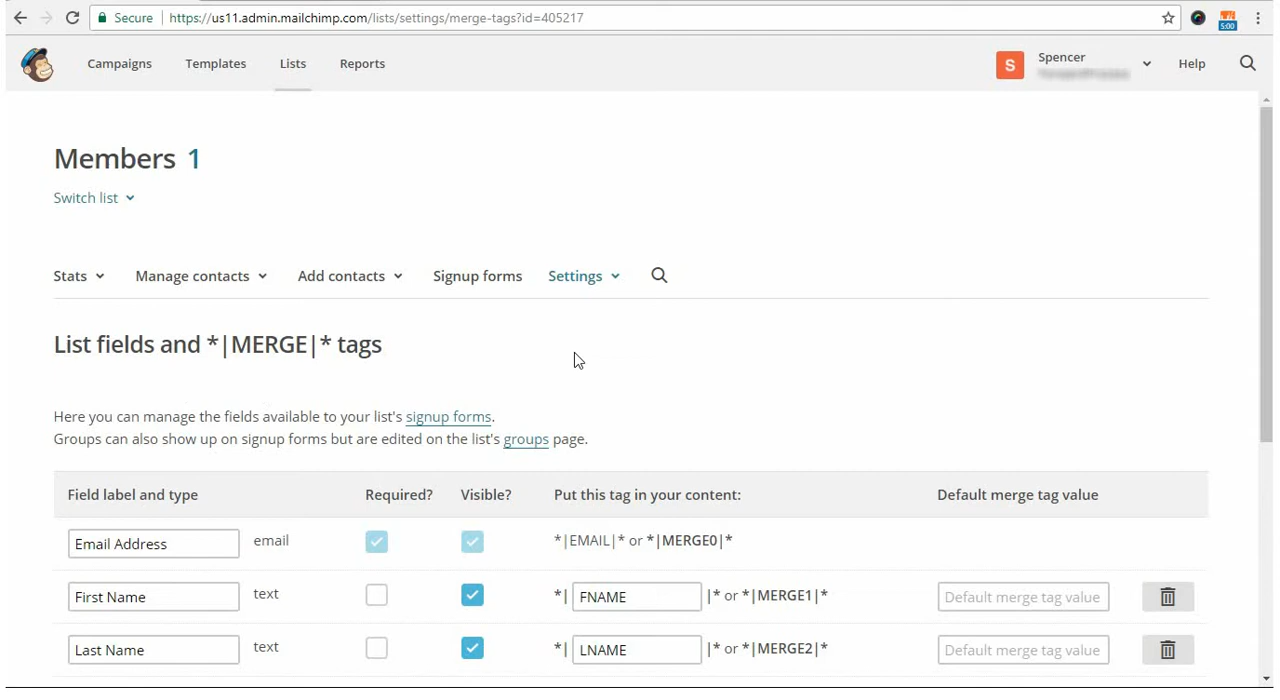 Secure https://us11.admin.mailchimp.com/lists/settings/merge-tags?id=405217
5:00
Campaigns Templates Lists Reports S Spencer Help
Members 1
Switch list
Stats Manage contacts Add contacts Signup forms Settings
List fields and *|MERGE|* tags
Here you can manage the fields available to your list's signup forms.
Groups can also show up on signup forms but are edited on the list's groups page.
Field label and type Required? Visible? Put this tag in your content: Default merge tag value
Email Address email *|EMAIL|* or *|MERGE0|*
First Name text *| FNAME |* or *|MERGE1|* Default merge tag value
Last Name text *| LNAME |* or *|MERGE2|* Default merge tag value